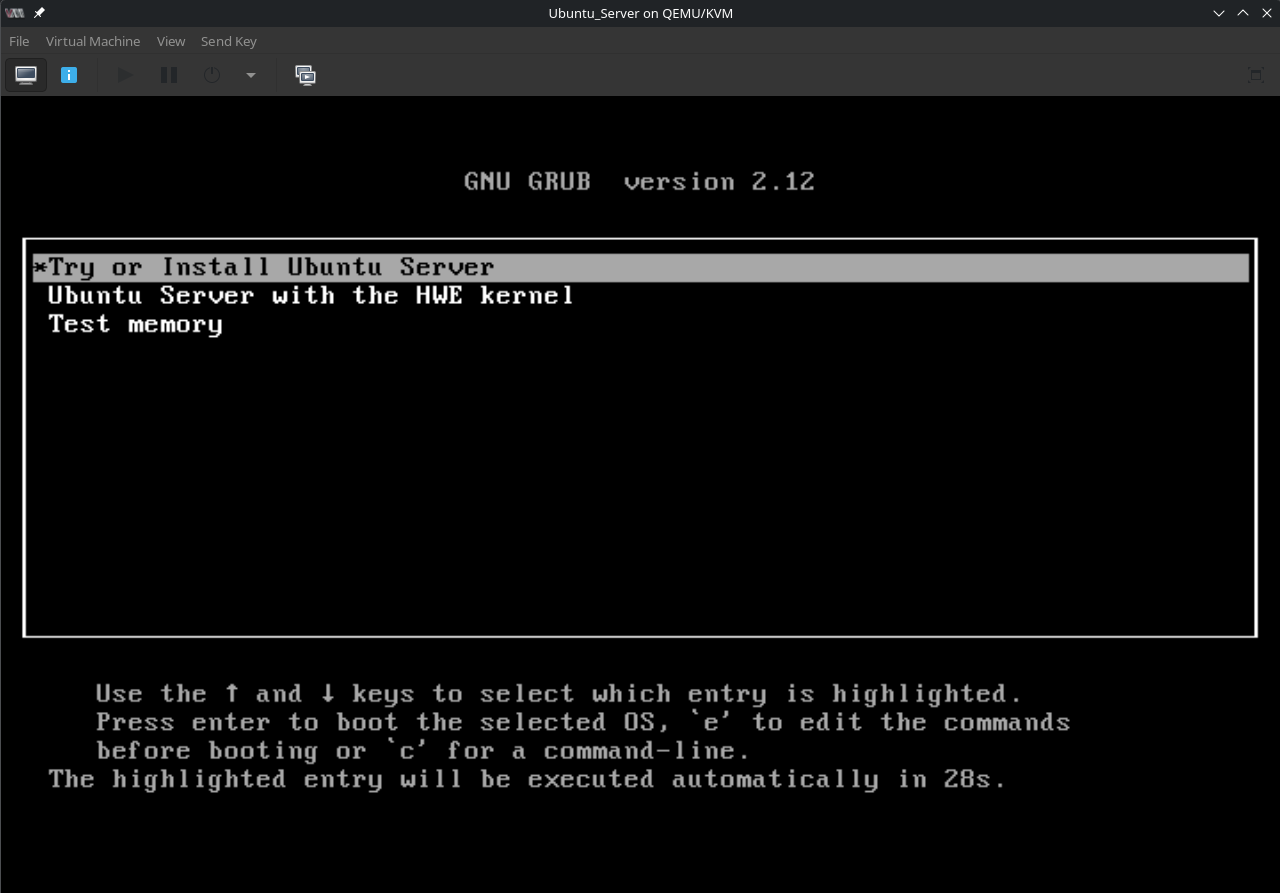 Ubuntu_Server on QEMU/KVM
File Virtual Machine View Send Key
GNU GRUB version 2.12
*Try or Install Ubuntu Server
Ubuntu Server with the HWE kernel
Test memory
Use the ↑ and ↓ keys to select which entry is highlighted.
Press enter to boot the selected OS, `e' to edit the commands
before booting or `c' for a command-line.
The highlighted entry will be executed automatically in 28s.